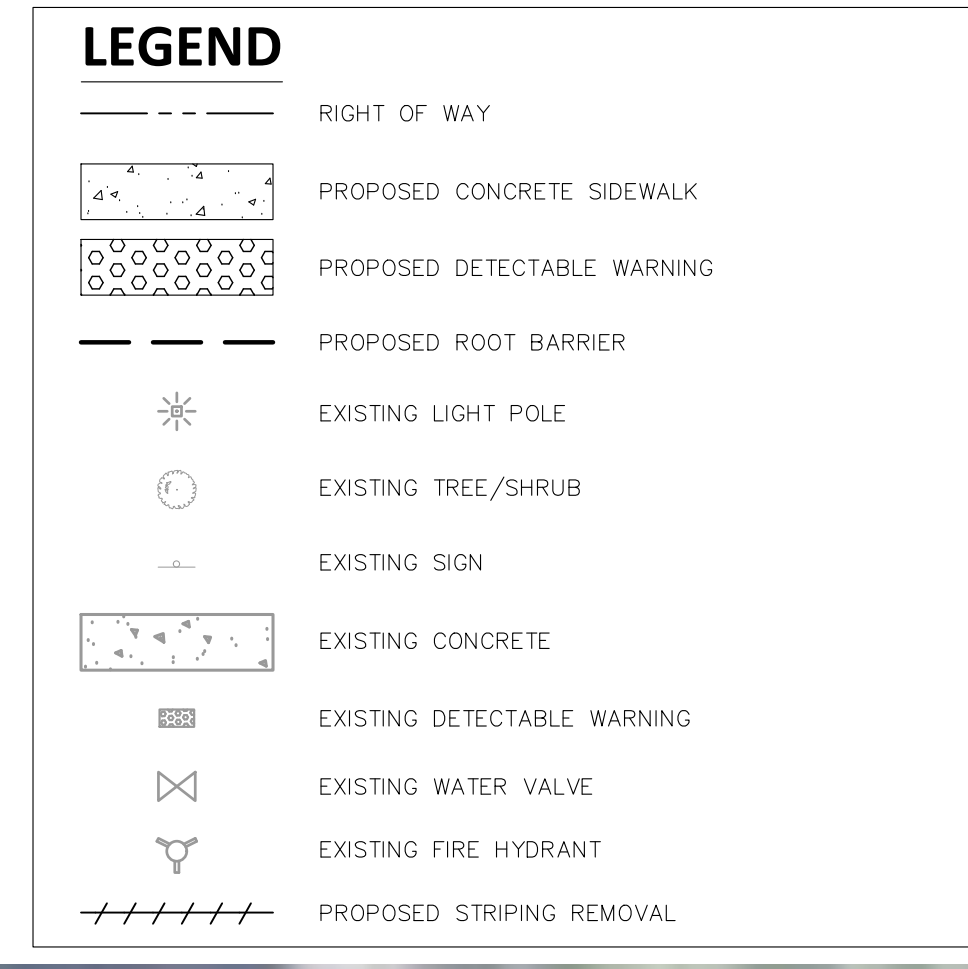 LEGEND
RIGHT OF WAY
PROPOSED CONCRETE SIDEWALK
PROPOSED DETECTABLE WARNING
PROPOSED ROOT BARRIER
EXISTING LIGHT POLE
EXISTING TREE/SHRUB
EXISTING SIGN
EXISTING CONCRETE
EXISTING DETECTABLE WARNING
EXISTING WATER VALVE
EXISTING FIRE HYDRANT
PROPOSED STRIPING REMOVAL